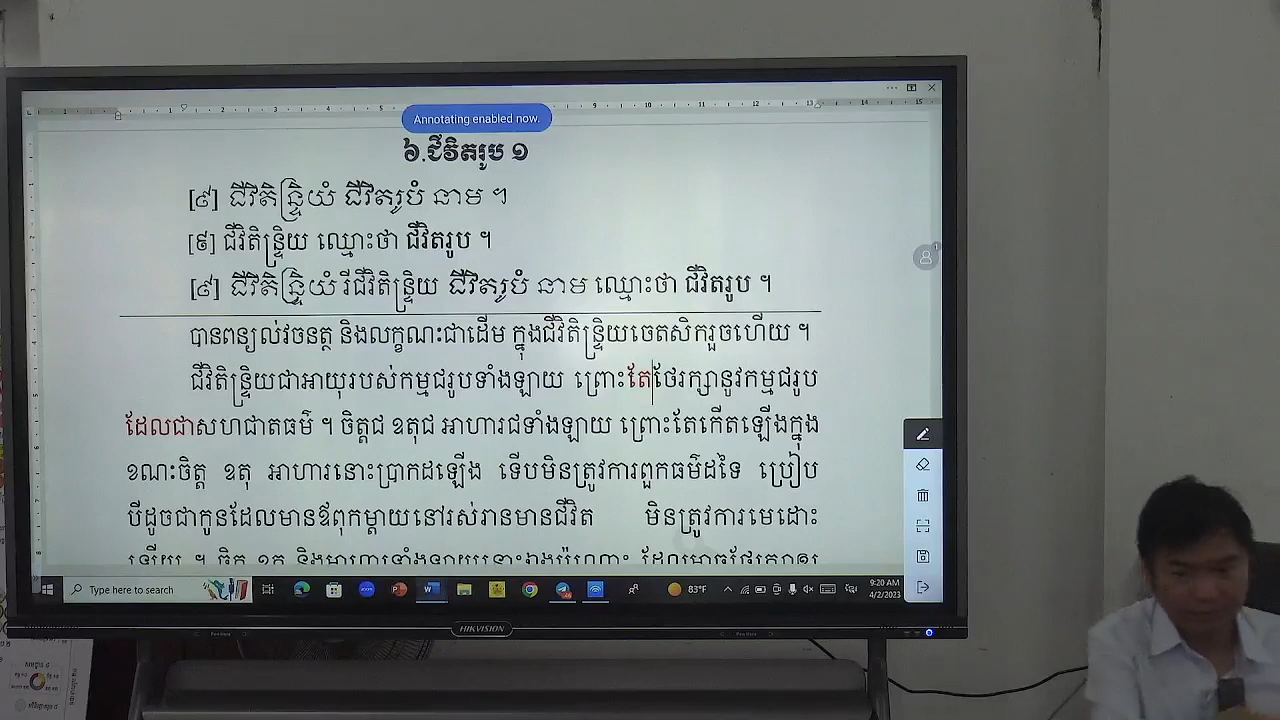 Annotating enabled now.
៦.ជីវិតរូប ១
[៩] ជីវិតិន្ទ្រិយំ ជីវិតរូបំ នាម ។
[៩] ជីវិតិន្ទ្រិយ ឈ្មោះថា ជីវិតរូប ។
[៩] ជីវិតិន្ទ្រិយំ រីជីវិតិន្ទ្រិយ ជីវិតរូបំ នាម ឈ្មោះថា ជីវិតរូប ។
បានពន្យល់វចនត្ថ និងលក្ខណៈជាដើម ក្នុងជីវិតិន្ទ្រិយចេតសិករួចហើយ ។
ជីវិតិន្ទ្រិយជាអាយុរបស់កម្មជរូបទាំងឡាយ ព្រោះតែថែរក្សានូវកម្មជរូប
ដែលជាសហជាតធម៌ ។ ចិត្តជ ឧតុជ អាហារជទាំងឡាយ ព្រោះតែកើតឡើងក្នុង
ខណៈចិត្ត ឧតុ អាហារនោះប្រាកដឡើង ទើបមិនត្រូវការពួកធម៌ដទៃ ប្រៀប
បីដូចជាកូនដែលមានឪពុកម្តាយនៅរស់រានមានជីវិត មិនត្រូវការមេដោះ
Type here to search
83°F
9:20 AM
4/2/2023
HIKVISION